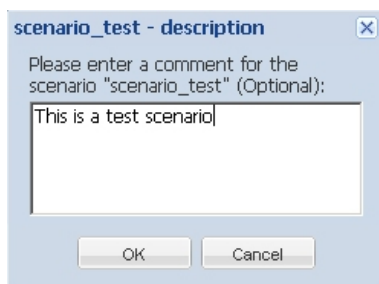 scenario_test - description
Please enter a comment for the
scenario "scenario_test" (Optional):
This is a test scenario
OK Cancel